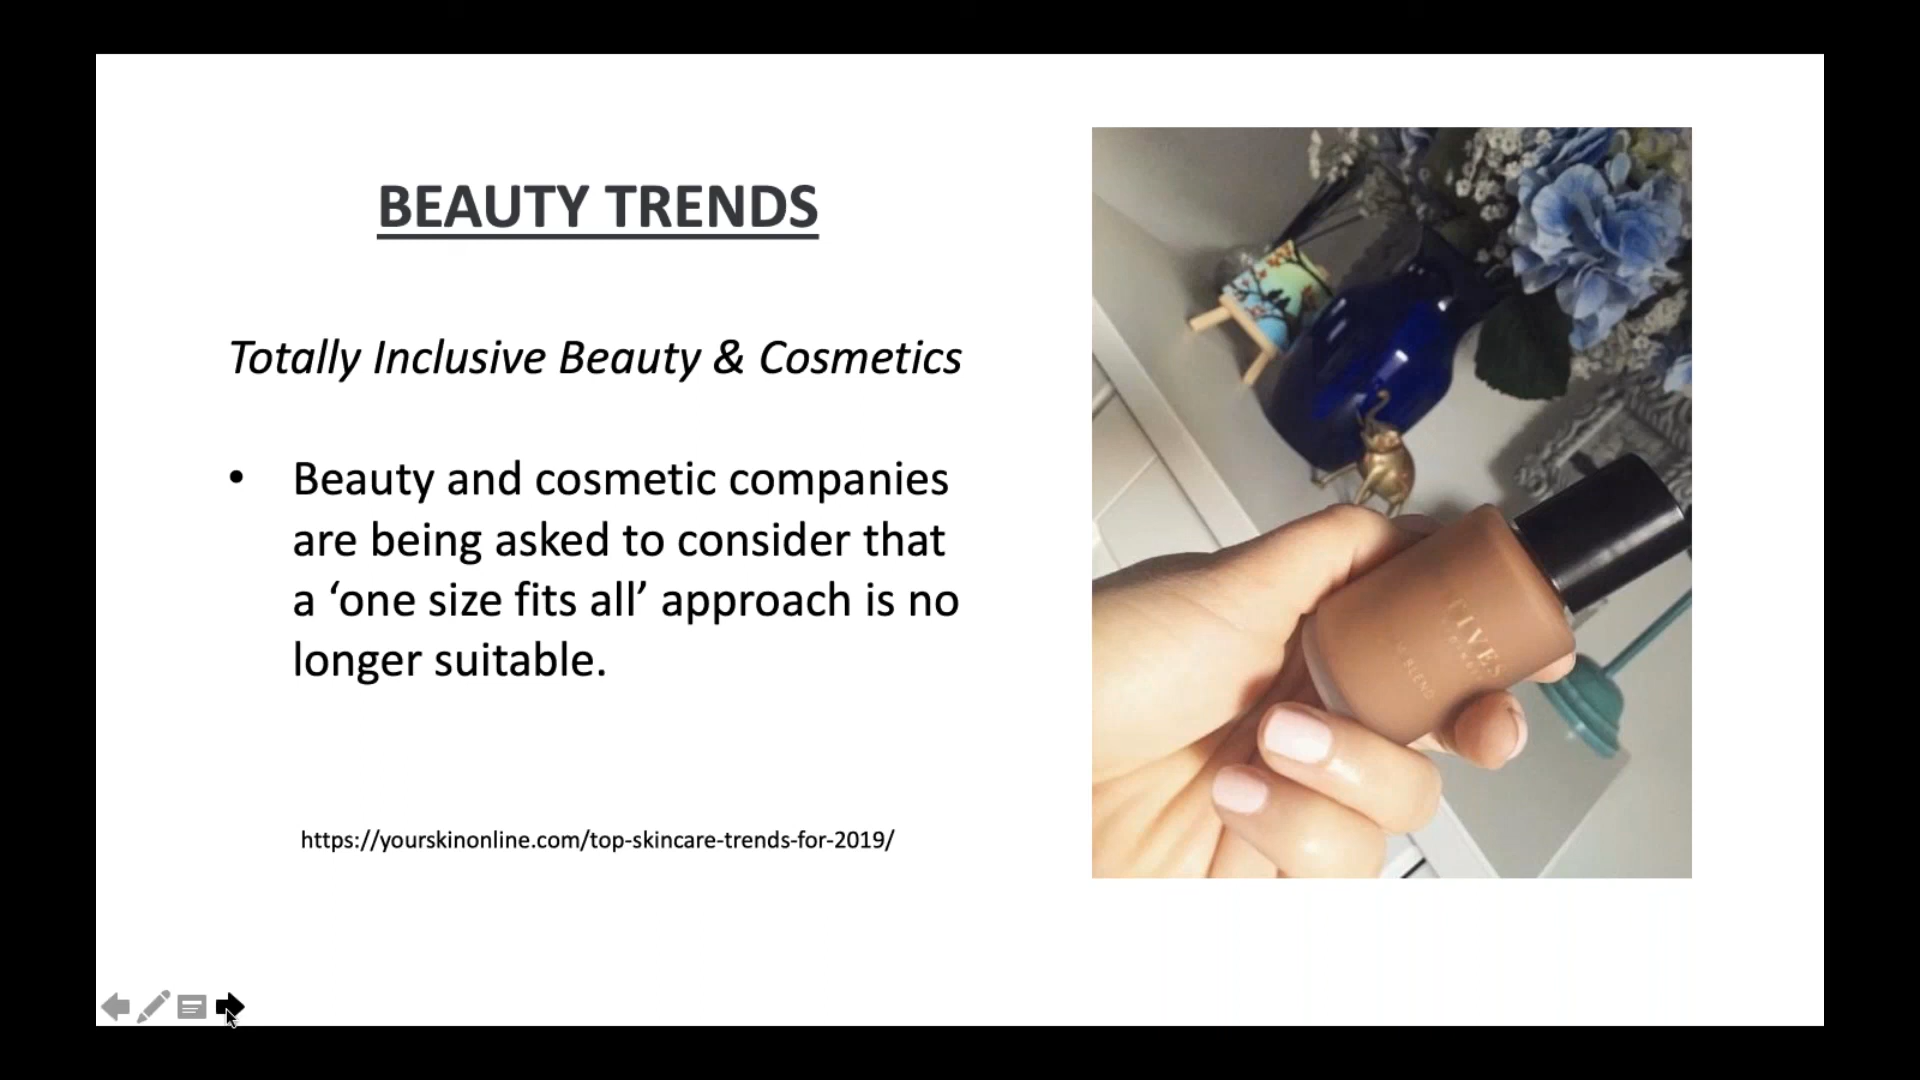 BEAUTY TRENDS
Totally Inclusive Beauty & Cosmetics
• Beauty and cosmetic companies
are being asked to consider that
a ‘one size fits all’ approach is no
longer suitable.
https://yourskinonline.com/top-skincare-trends-for-2019/
BLEND